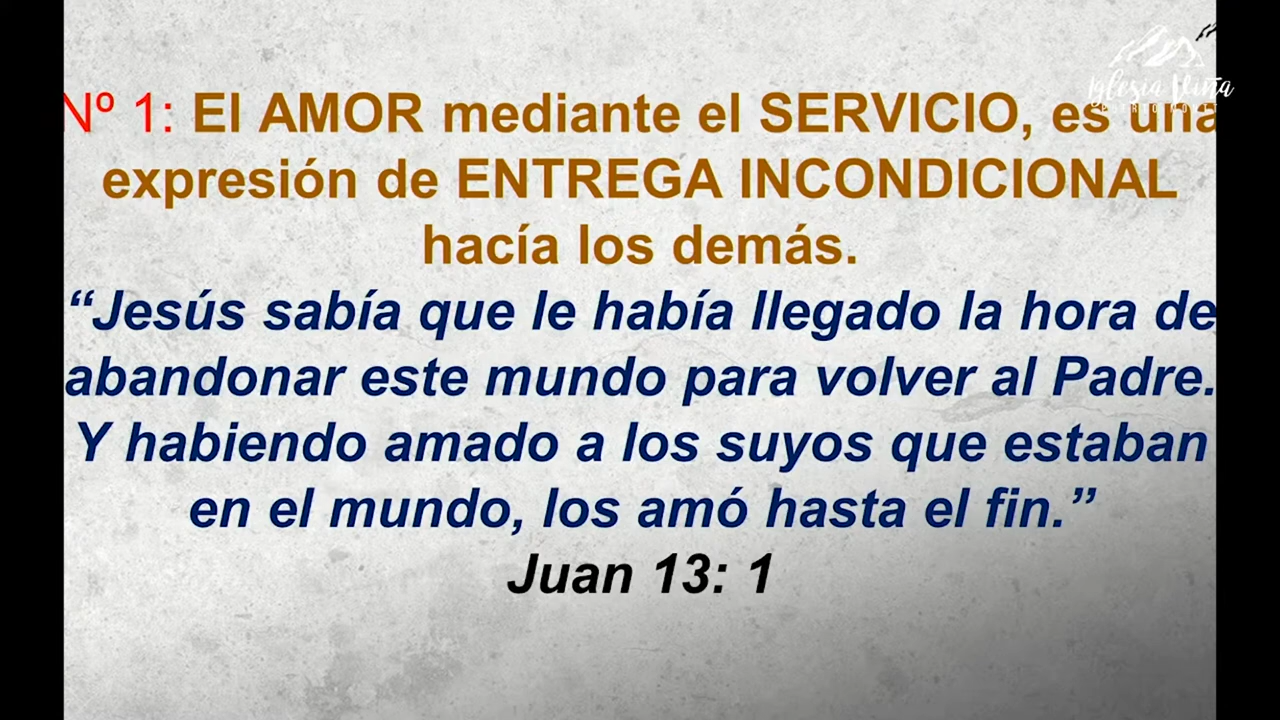 Iglesia Viña
Nº 1: El AMOR mediante el SERVICIO, es una
expresión de ENTREGA INCONDICIONAL
hacía los demás.
“Jesús sabía que le había llegado la hora de
abandonar este mundo para volver al Padre.
Y habiendo amado a los suyos que estaban
en el mundo, los amó hasta el fin.”
Juan 13: 1